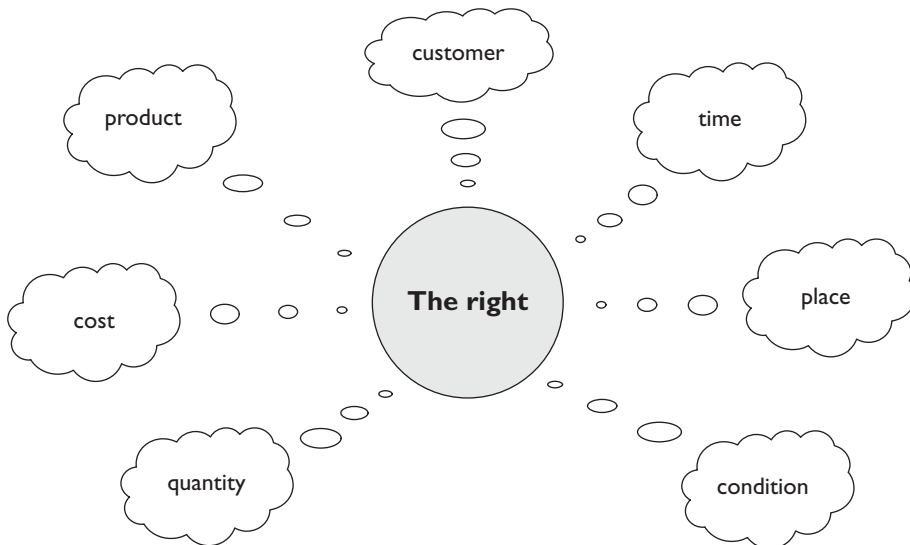 customer
product
time
The right
place
cost
quantity
condition